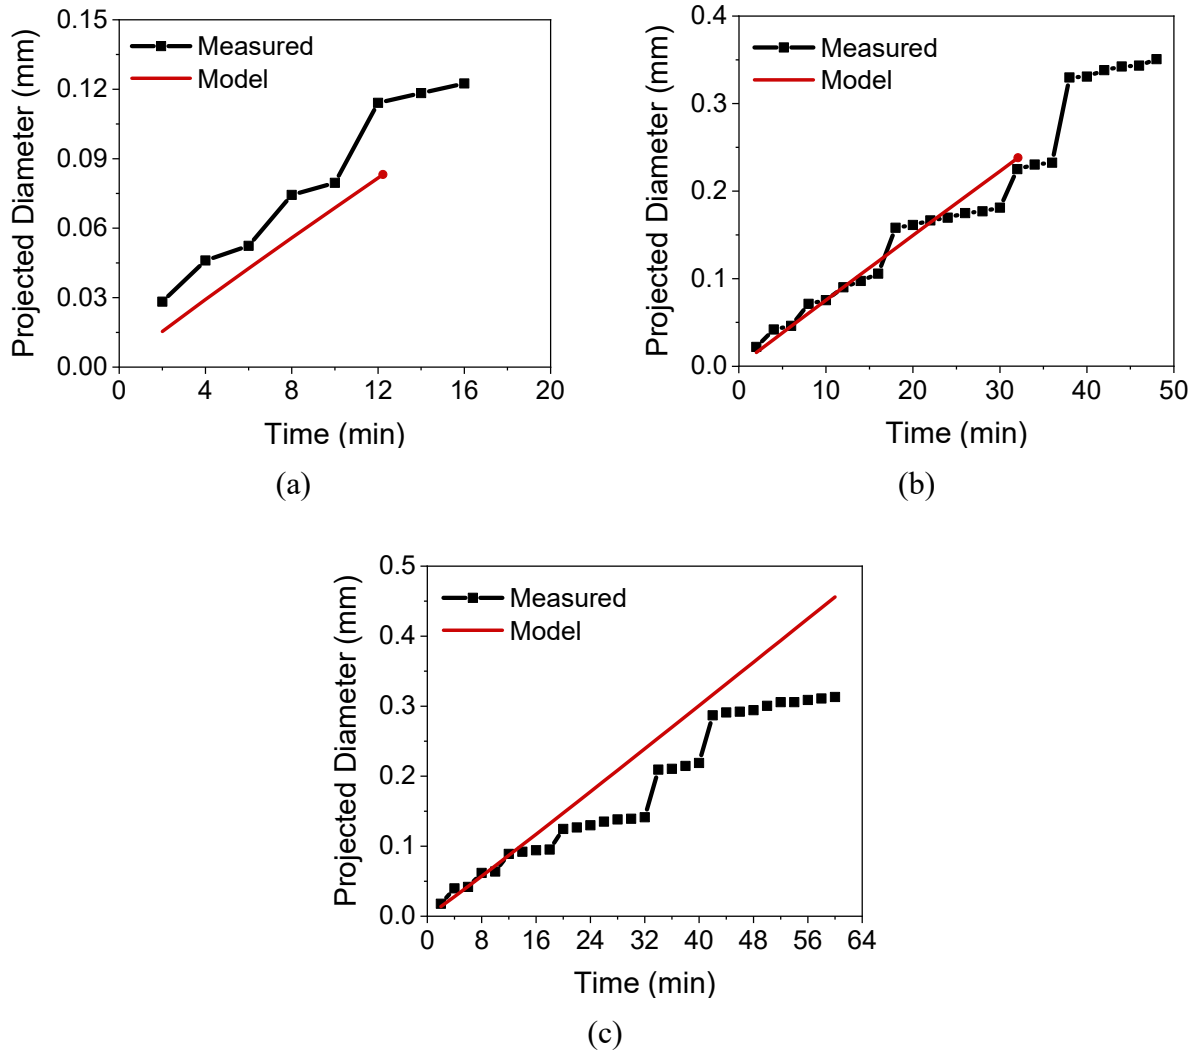 0.15
0.12
0.09
0.06
0.03
0.00
Projected Diameter (mm)
Measured
Model
0 4 8 12 16 20
Time (min)
(a)
0.4
0.3
0.2
0.1
0.0
Projected Diameter (mm)
Measured
Model
0 10 20 30 40 50
Time (min)
(b)
0.5
0.4
0.3
0.2
0.1
0.0
Projected Diameter (mm)
Measured
Model
0 8 16 24 32 40 48 56 64
Time (min)
(c)